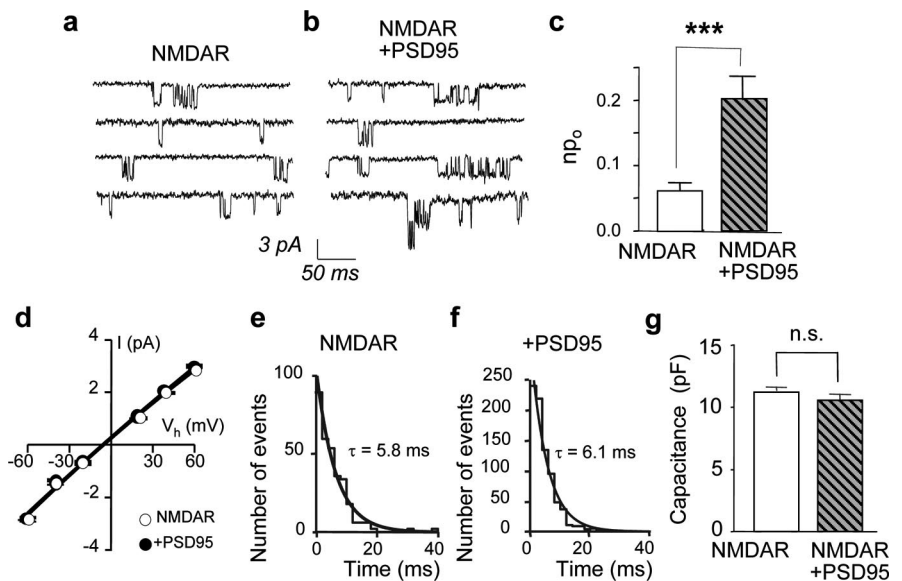 a
NMDAR
b
NMDAR
+PSD95
3 pA
50 ms
c
***
np₀
0.2
0.1
0.0
NMDAR
NMDAR
+PSD95
d
I (pA)
4
2
-2
-4
Vₕ (mV)
-60 -30 30 60
NMDAR
+PSD95
e
NMDAR
Number of events
100
50
0
τ = 5.8 ms
0 20 40
Time (ms)
f
+PSD95
Number of events
250
200
150
100
50
0
τ = 6.1 ms
0 20 40
Time (ms)
g
n.s.
Capacitance (pF)
15
10
5
0
NMDAR
NMDAR
+PSD95